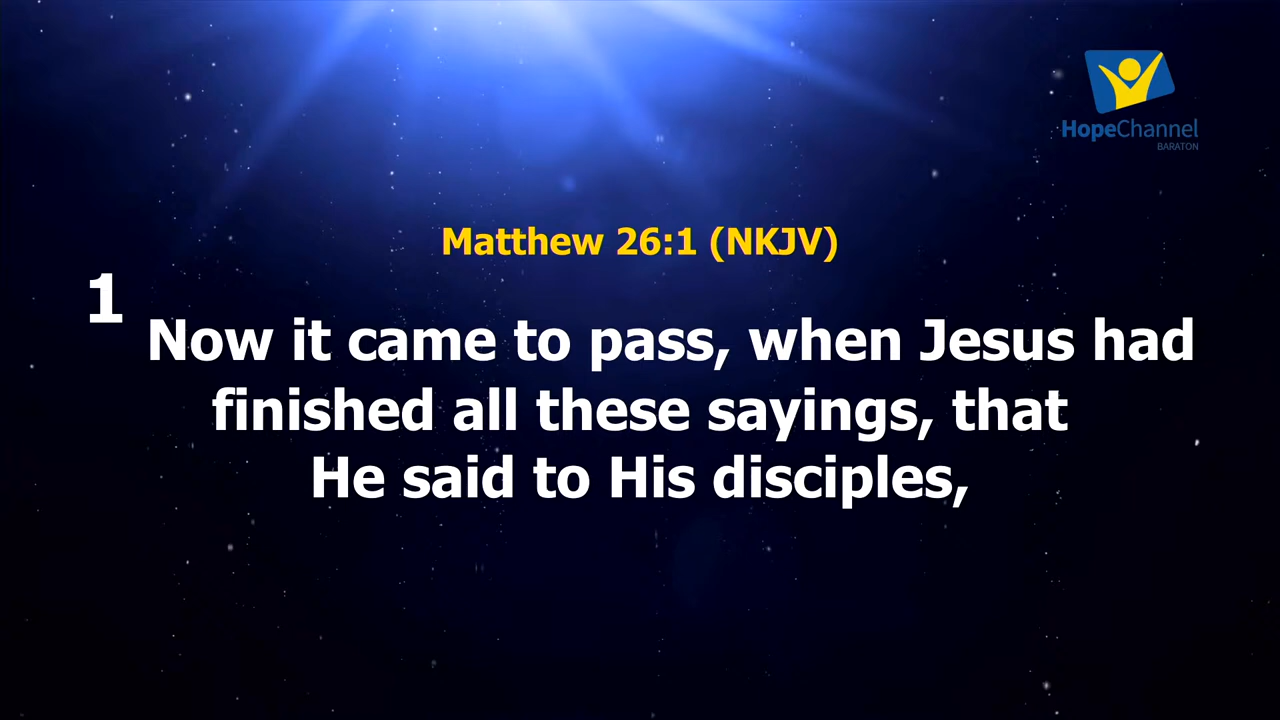 HopeChannel
BARATON
Matthew 26:1 (NKJV)
1 Now it came to pass, when Jesus had
finished all these sayings, that
He said to His disciples,